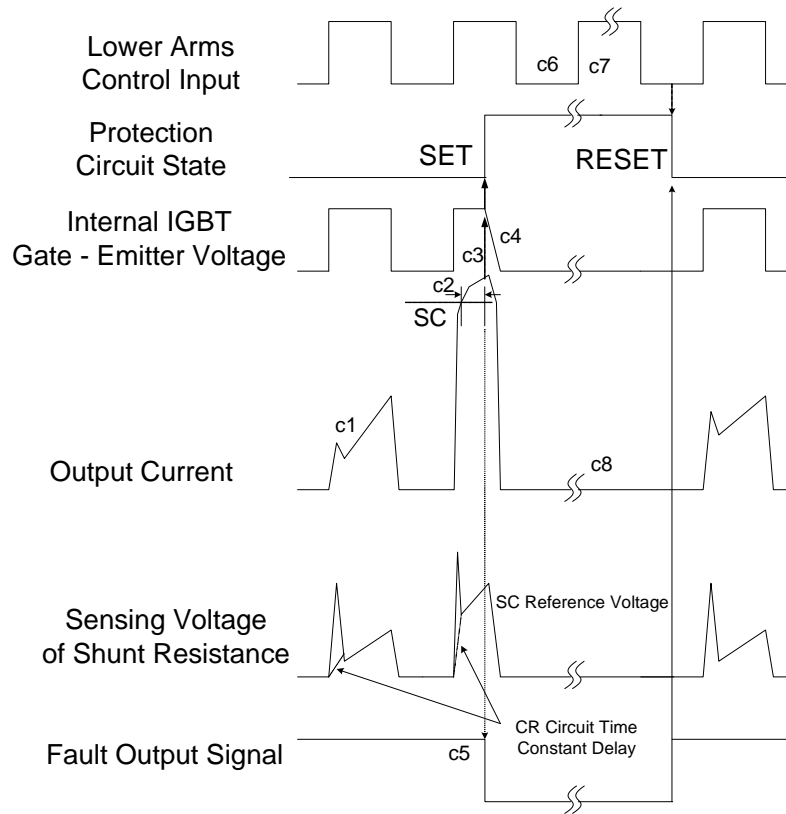 Lower Arms
Control Input
c6
c7
Protection
Circuit State
SET
RESET
Internal IGBT
Gate - Emitter Voltage
c4
c3
c2
SC
c1
Output Current
c8
SC Reference Voltage
Sensing Voltage
of Shunt Resistance
CR Circuit Time
Constant Delay
Fault Output Signal
c5